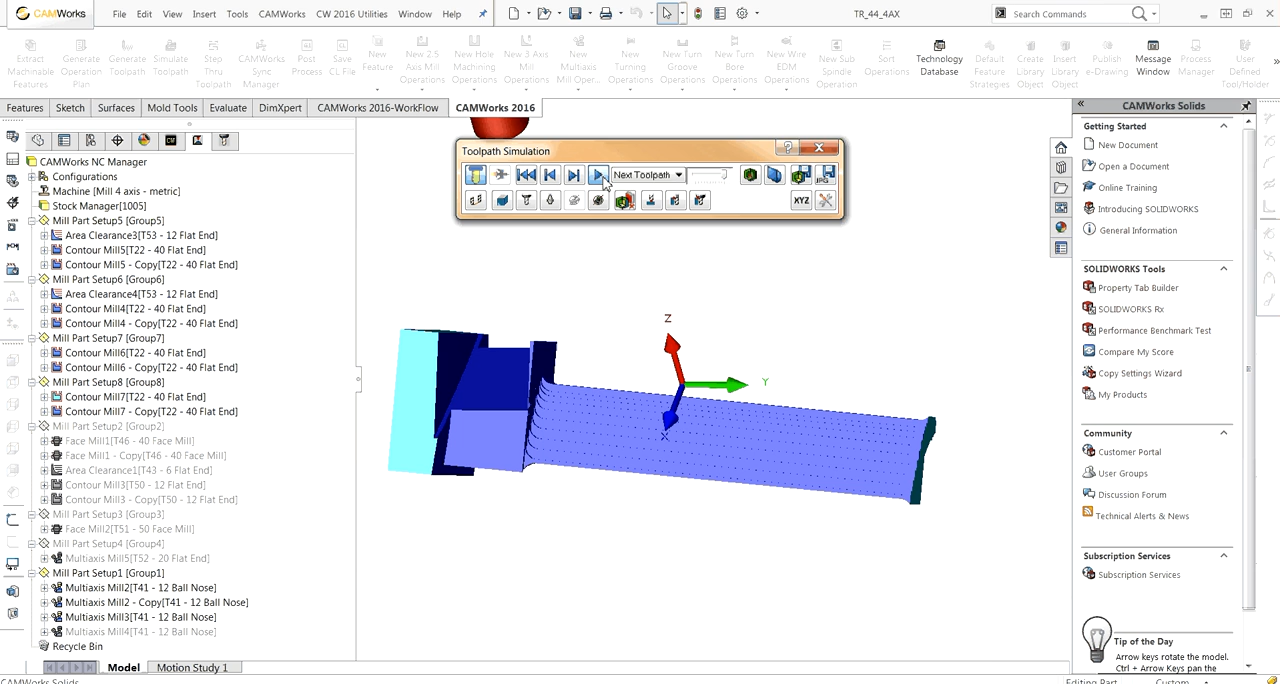 CAMWorks File Edit View Insert Tools CAMWorks CW 2016 Utilities Window Help TR_44_4AX Search Commands
Extract Machinable Features
Generate Operation Plan
Generate Toolpath
Simulate Toolpath
Step Thru Toolpath
CAMWorks Sync Manager
Post Process
Save CL File
New Feature
New 2.5 Axis Mill Operations
New Hole Machining Operations
New 3 Axis Mill Operations
New Multiaxis Mill Oper...
New Turning Operations
New Turn Groove Operations
New Turn Bore Operations
New Wire EDM Operations
New Sub Spindle Operation
Sort Operations
Technology Database
Default Feature Strategies
Create Library Object
Insert Library Object
Publish e-Drawing
Message Window
Process Manager
User Defined Tool/Holder
Features Sketch Surfaces Mold Tools Evaluate DimXpert CAMWorks 2016-WorkFlow CAMWorks 2016
CAMWorks NC Manager
Configurations
Machine [Mill 4 axis - metric]
Stock Manager[1005]
Mill Part Setup5 [Group5]
Area Clearance3[T53 - 12 Flat End]
Contour Mill5[T22 - 40 Flat End]
Contour Mill5 - Copy[T22 - 40 Flat End]
Mill Part Setup6 [Group6]
Area Clearance4[T53 - 12 Flat End]
Contour Mill4[T22 - 40 Flat End]
Contour Mill4 - Copy[T22 - 40 Flat End]
Mill Part Setup7 [Group7]
Contour Mill6[T22 - 40 Flat End]
Contour Mill6 - Copy[T22 - 40 Flat End]
Mill Part Setup8 [Group8]
Contour Mill7[T22 - 40 Flat End]
Contour Mill7 - Copy[T22 - 40 Flat End]
Mill Part Setup2 [Group2]
Face Mill1[T46 - 40 Face Mill]
Face Mill1 - Copy[T46 - 40 Face Mill]
Area Clearance1[T43 - 6 Flat End]
Contour Mill3[T50 - 12 Flat End]
Contour Mill3 - Copy[T50 - 12 Flat End]
Mill Part Setup3 [Group3]
Face Mill2[T51 - 50 Face Mill]
Mill Part Setup4 [Group4]
Multiaxis Mill5[T52 - 20 Flat End]
Mill Part Setup1 [Group1]
Multiaxis Mill2[T41 - 12 Ball Nose]
Multiaxis Mill2 - Copy[T41 - 12 Ball Nose]
Multiaxis Mill3[T41 - 12 Ball Nose]
Multiaxis Mill4[T41 - 12 Ball Nose]
Recycle Bin
Model Motion Study 1
Toolpath Simulation
Next Toolpath
JPG
XYZ
Z
Y
X
CAMWorks Solids
Getting Started
New Document
Open a Document
Online Training
Introducing SOLIDWORKS
General Information
SOLIDWORKS Tools
Property Tab Builder
SOLIDWORKS Rx
Performance Benchmark Test
Compare My Score
Copy Settings Wizard
My Products
Community
Customer Portal
User Groups
Discussion Forum
Technical Alerts & News
Subscription Services
Subscription Services
Tip of the Day
Arrow keys rotate the model.
Ctrl + Arrow Keys pan the
CAMWorks Solids Editing Part Custom